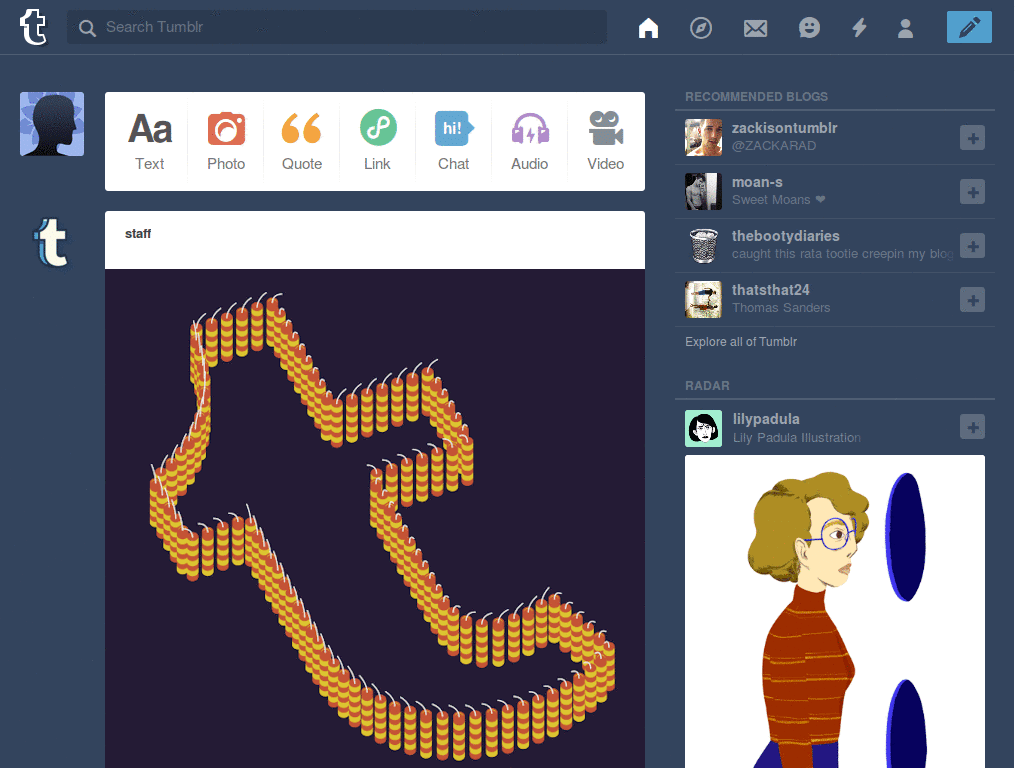 t
Search Tumblr
Aa
Text
Photo
Quote
Link
hi!
Chat
Audio
Video
t
staff
RECOMMENDED BLOGS
zackisontumblr
@ZACKARAD
moan-s
Sweet Moans ❤
thebootydiaries
caught this rata tootie creepin my blog
thatsthat24
Thomas Sanders
Explore all of Tumblr
RADAR
lilypadula
Lily Padula Illustration